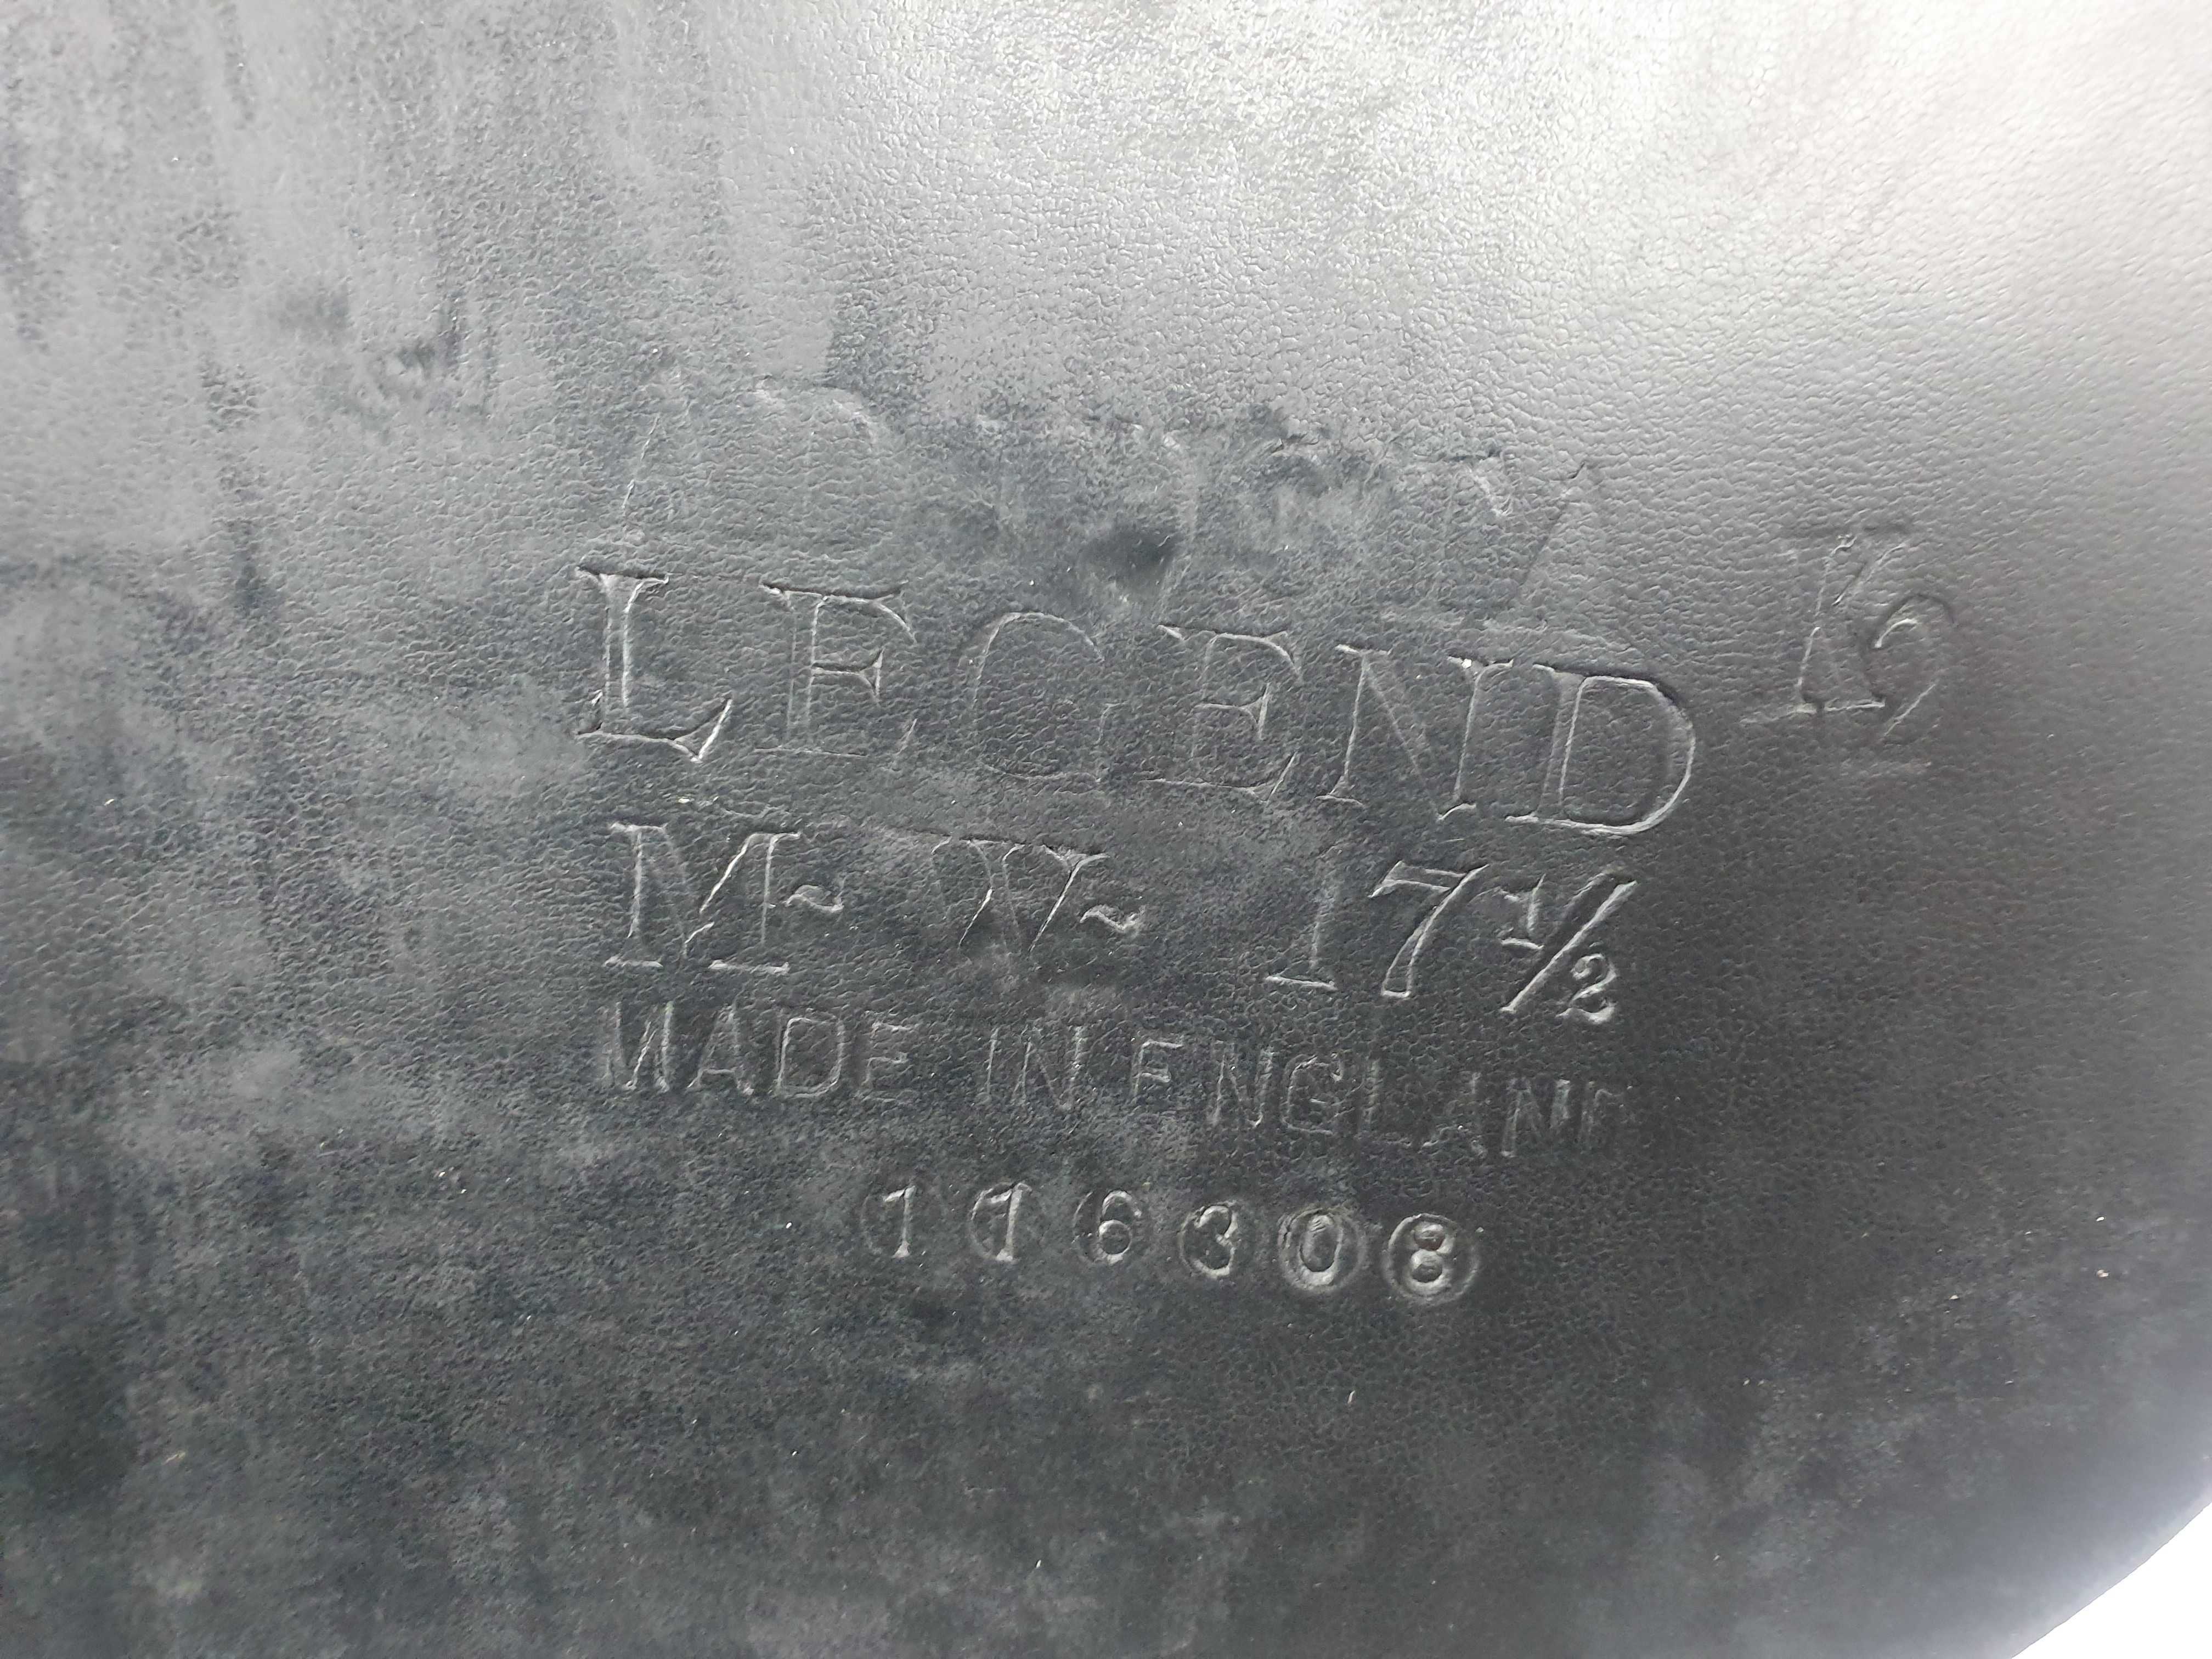 LEGEND
M~ W~ 17½
MADE IN ENGLAND
116308